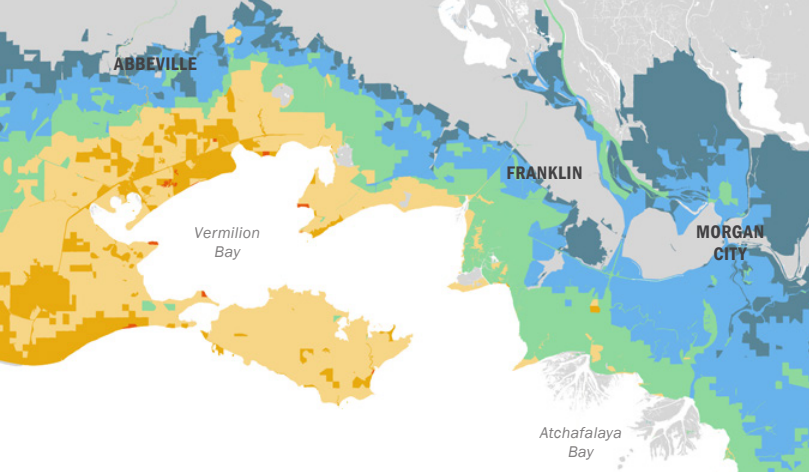 ABBEVILLE
FRANKLIN
Vermilion
Bay
MORGAN
CITY
Atchafalaya
Bay